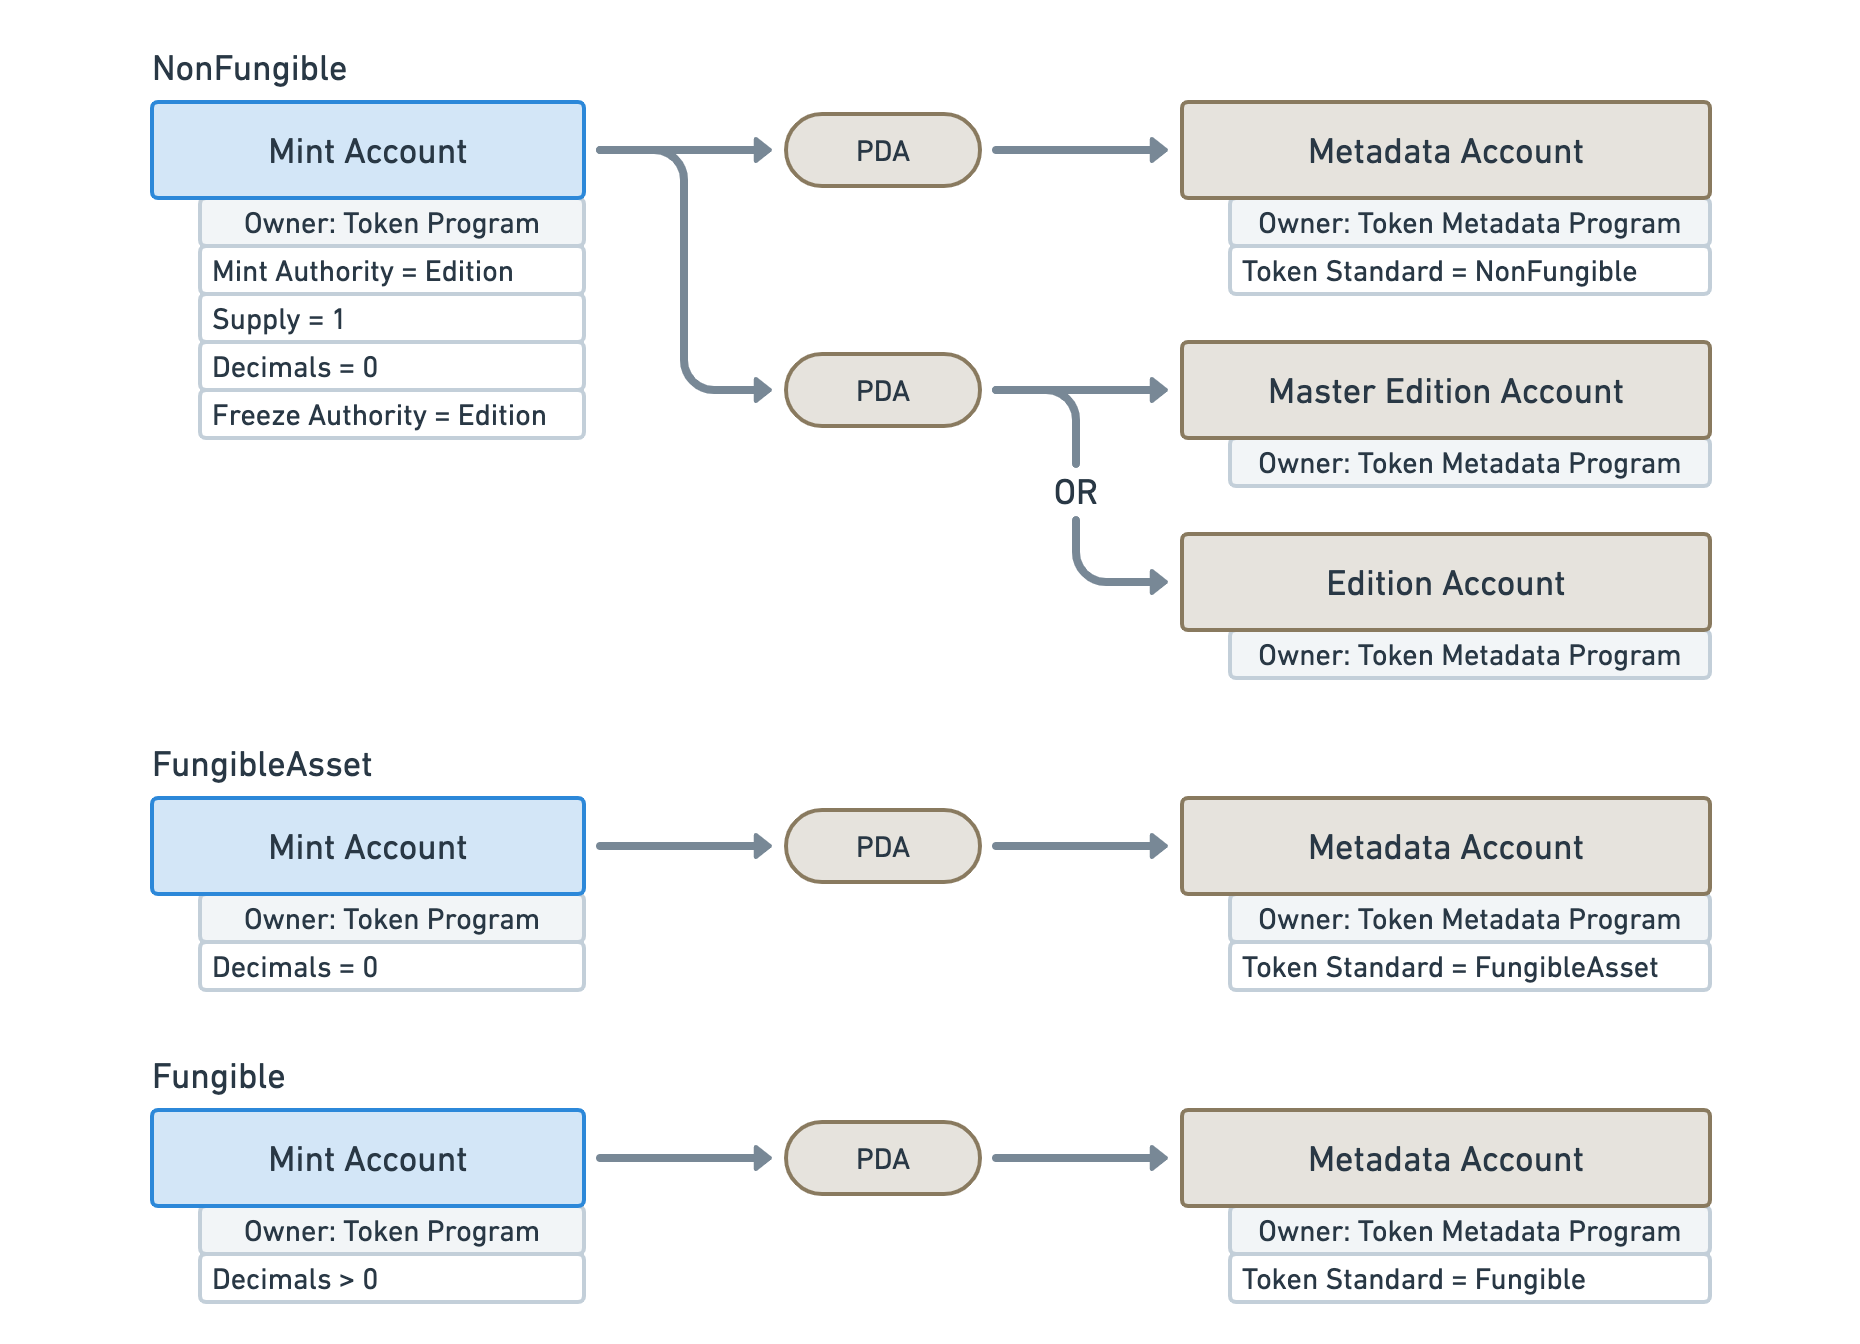 NonFungible
Mint Account
Owner: Token Program
Mint Authority = Edition
Supply = 1
Decimals = 0
Freeze Authority = Edition
PDA
Metadata Account
Owner: Token Metadata Program
Token Standard = NonFungible
PDA
Master Edition Account
Owner: Token Metadata Program
OR
Edition Account
Owner: Token Metadata Program
FungibleAsset
Mint Account
Owner: Token Program
Decimals = 0
PDA
Metadata Account
Owner: Token Metadata Program
Token Standard = FungibleAsset
Fungible
Mint Account
Owner: Token Program
Decimals > 0
PDA
Metadata Account
Owner: Token Metadata Program
Token Standard = Fungible